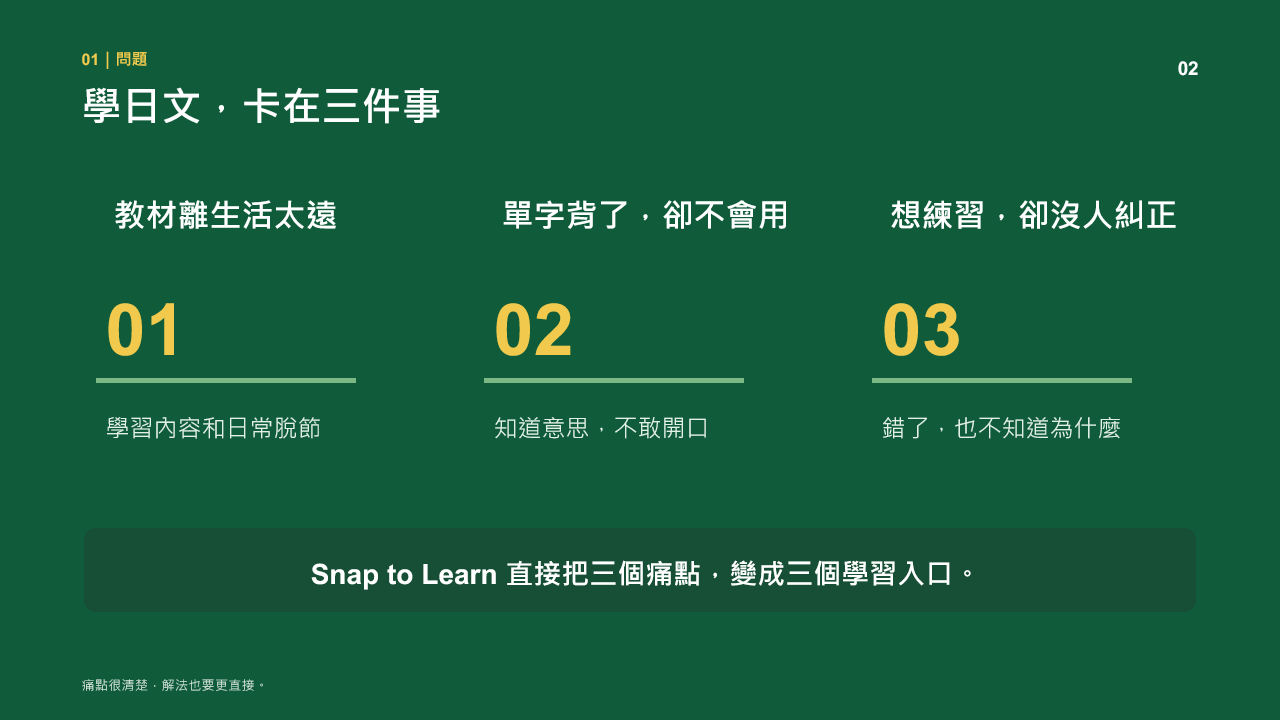 01｜問題
02
學日文，卡在三件事
教材離生活太遠
單字背了，卻不會用
想練習，卻沒人糾正
01
02
03
學習內容和日常脫節
知道意思，不敢開口
錯了，也不知道為什麼
Snap to Learn 直接把三個痛點，變成三個學習入口。
痛點很清楚，解法也要更直接。